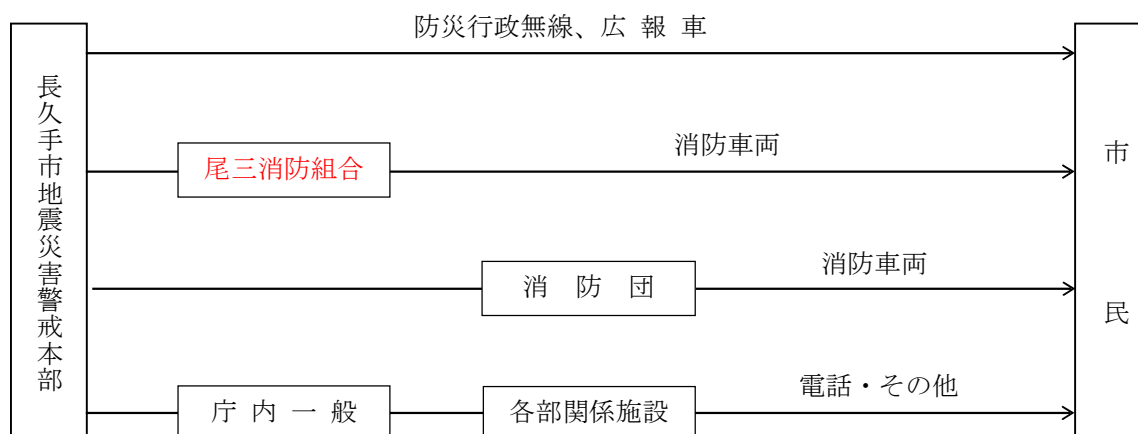 防災行政無線、広 報 車
長久手市地震災害警戒本部
尾三消防組合
消防車両
消 防 団
消防車両
庁 内 一 般
各部関係施設
電話・その他
市民